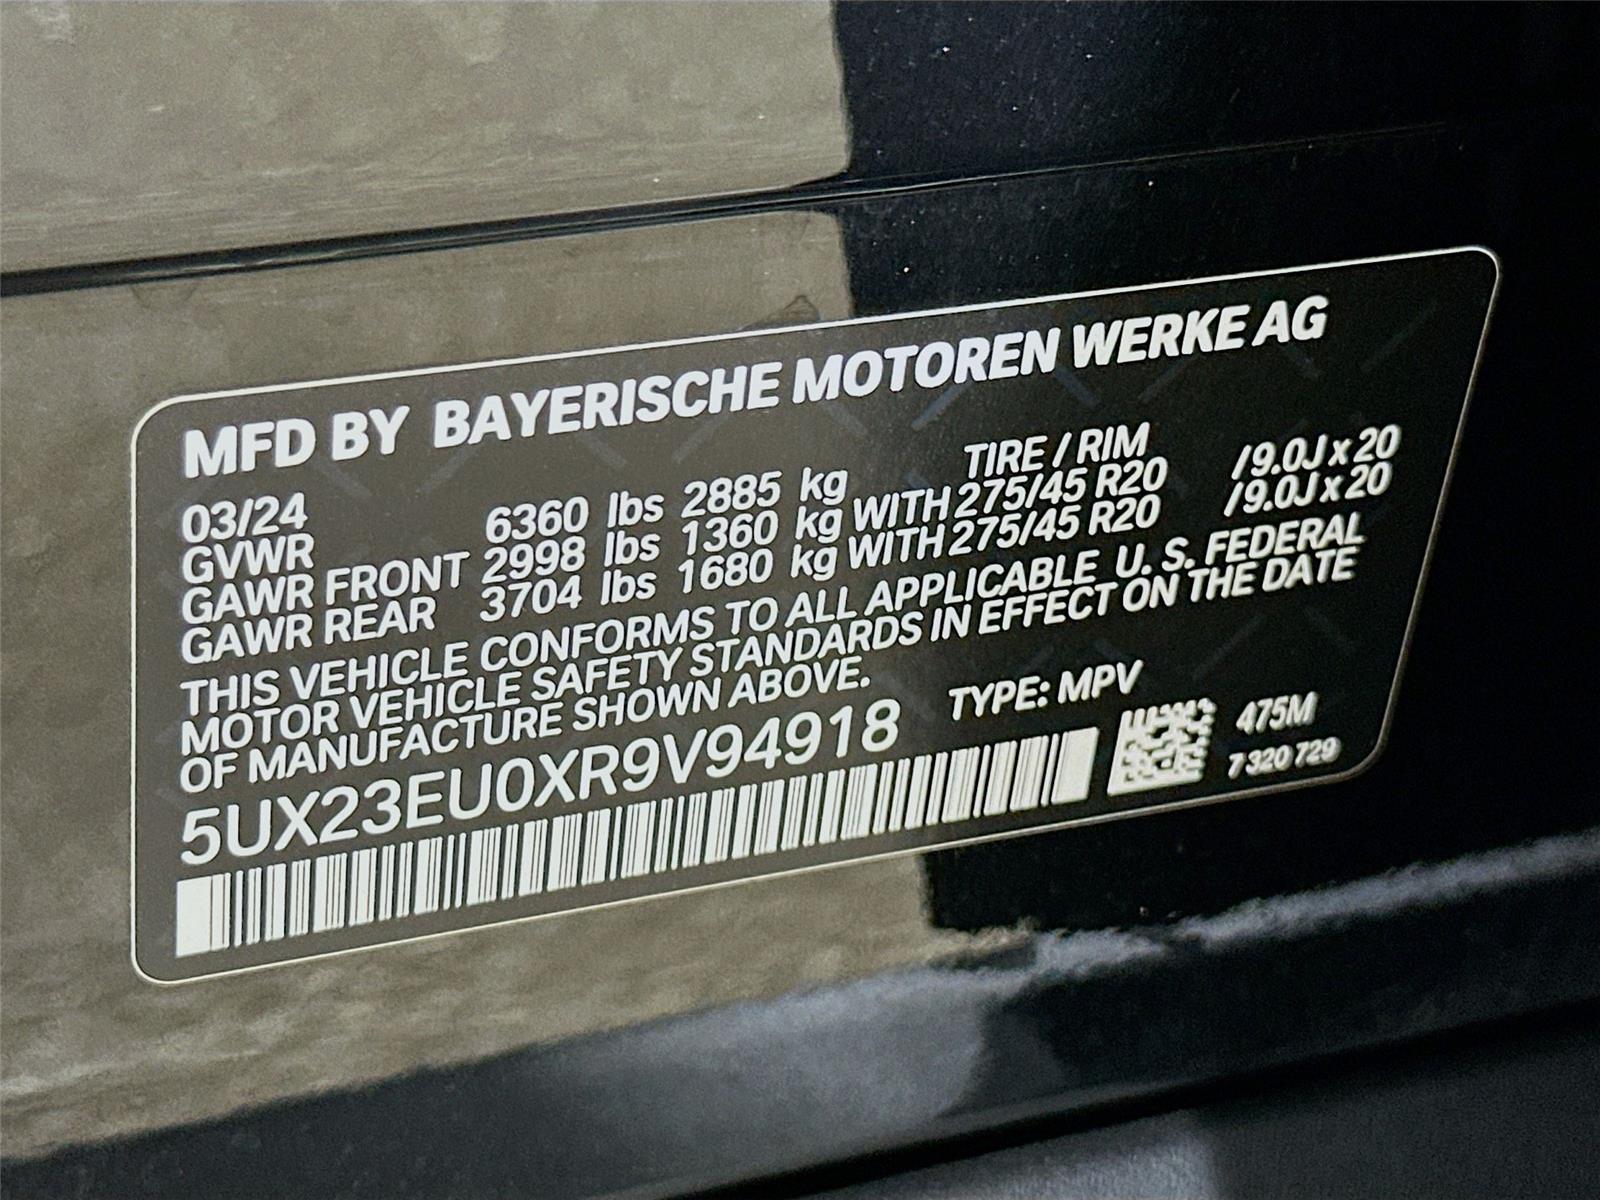 MFD BY BAYERISCHE MOTOREN WERKE AG
03/24 TIRE / RIM
GVWR 6360 lbs 2885 kg
GAWR FRONT 2998 lbs 1360 kg WITH 275/45 R20 /9.0J x 20
GAWR REAR 3704 lbs 1680 kg WITH 275/45 R20 /9.0J x 20
THIS VEHICLE CONFORMS TO ALL APPLICABLE U. S. FEDERAL
MOTOR VEHICLE SAFETY STANDARDS IN EFFECT ON THE DATE
OF MANUFACTURE SHOWN ABOVE.
5UX23EU0XR9V94918 TYPE: MPV
475M
7 320 729